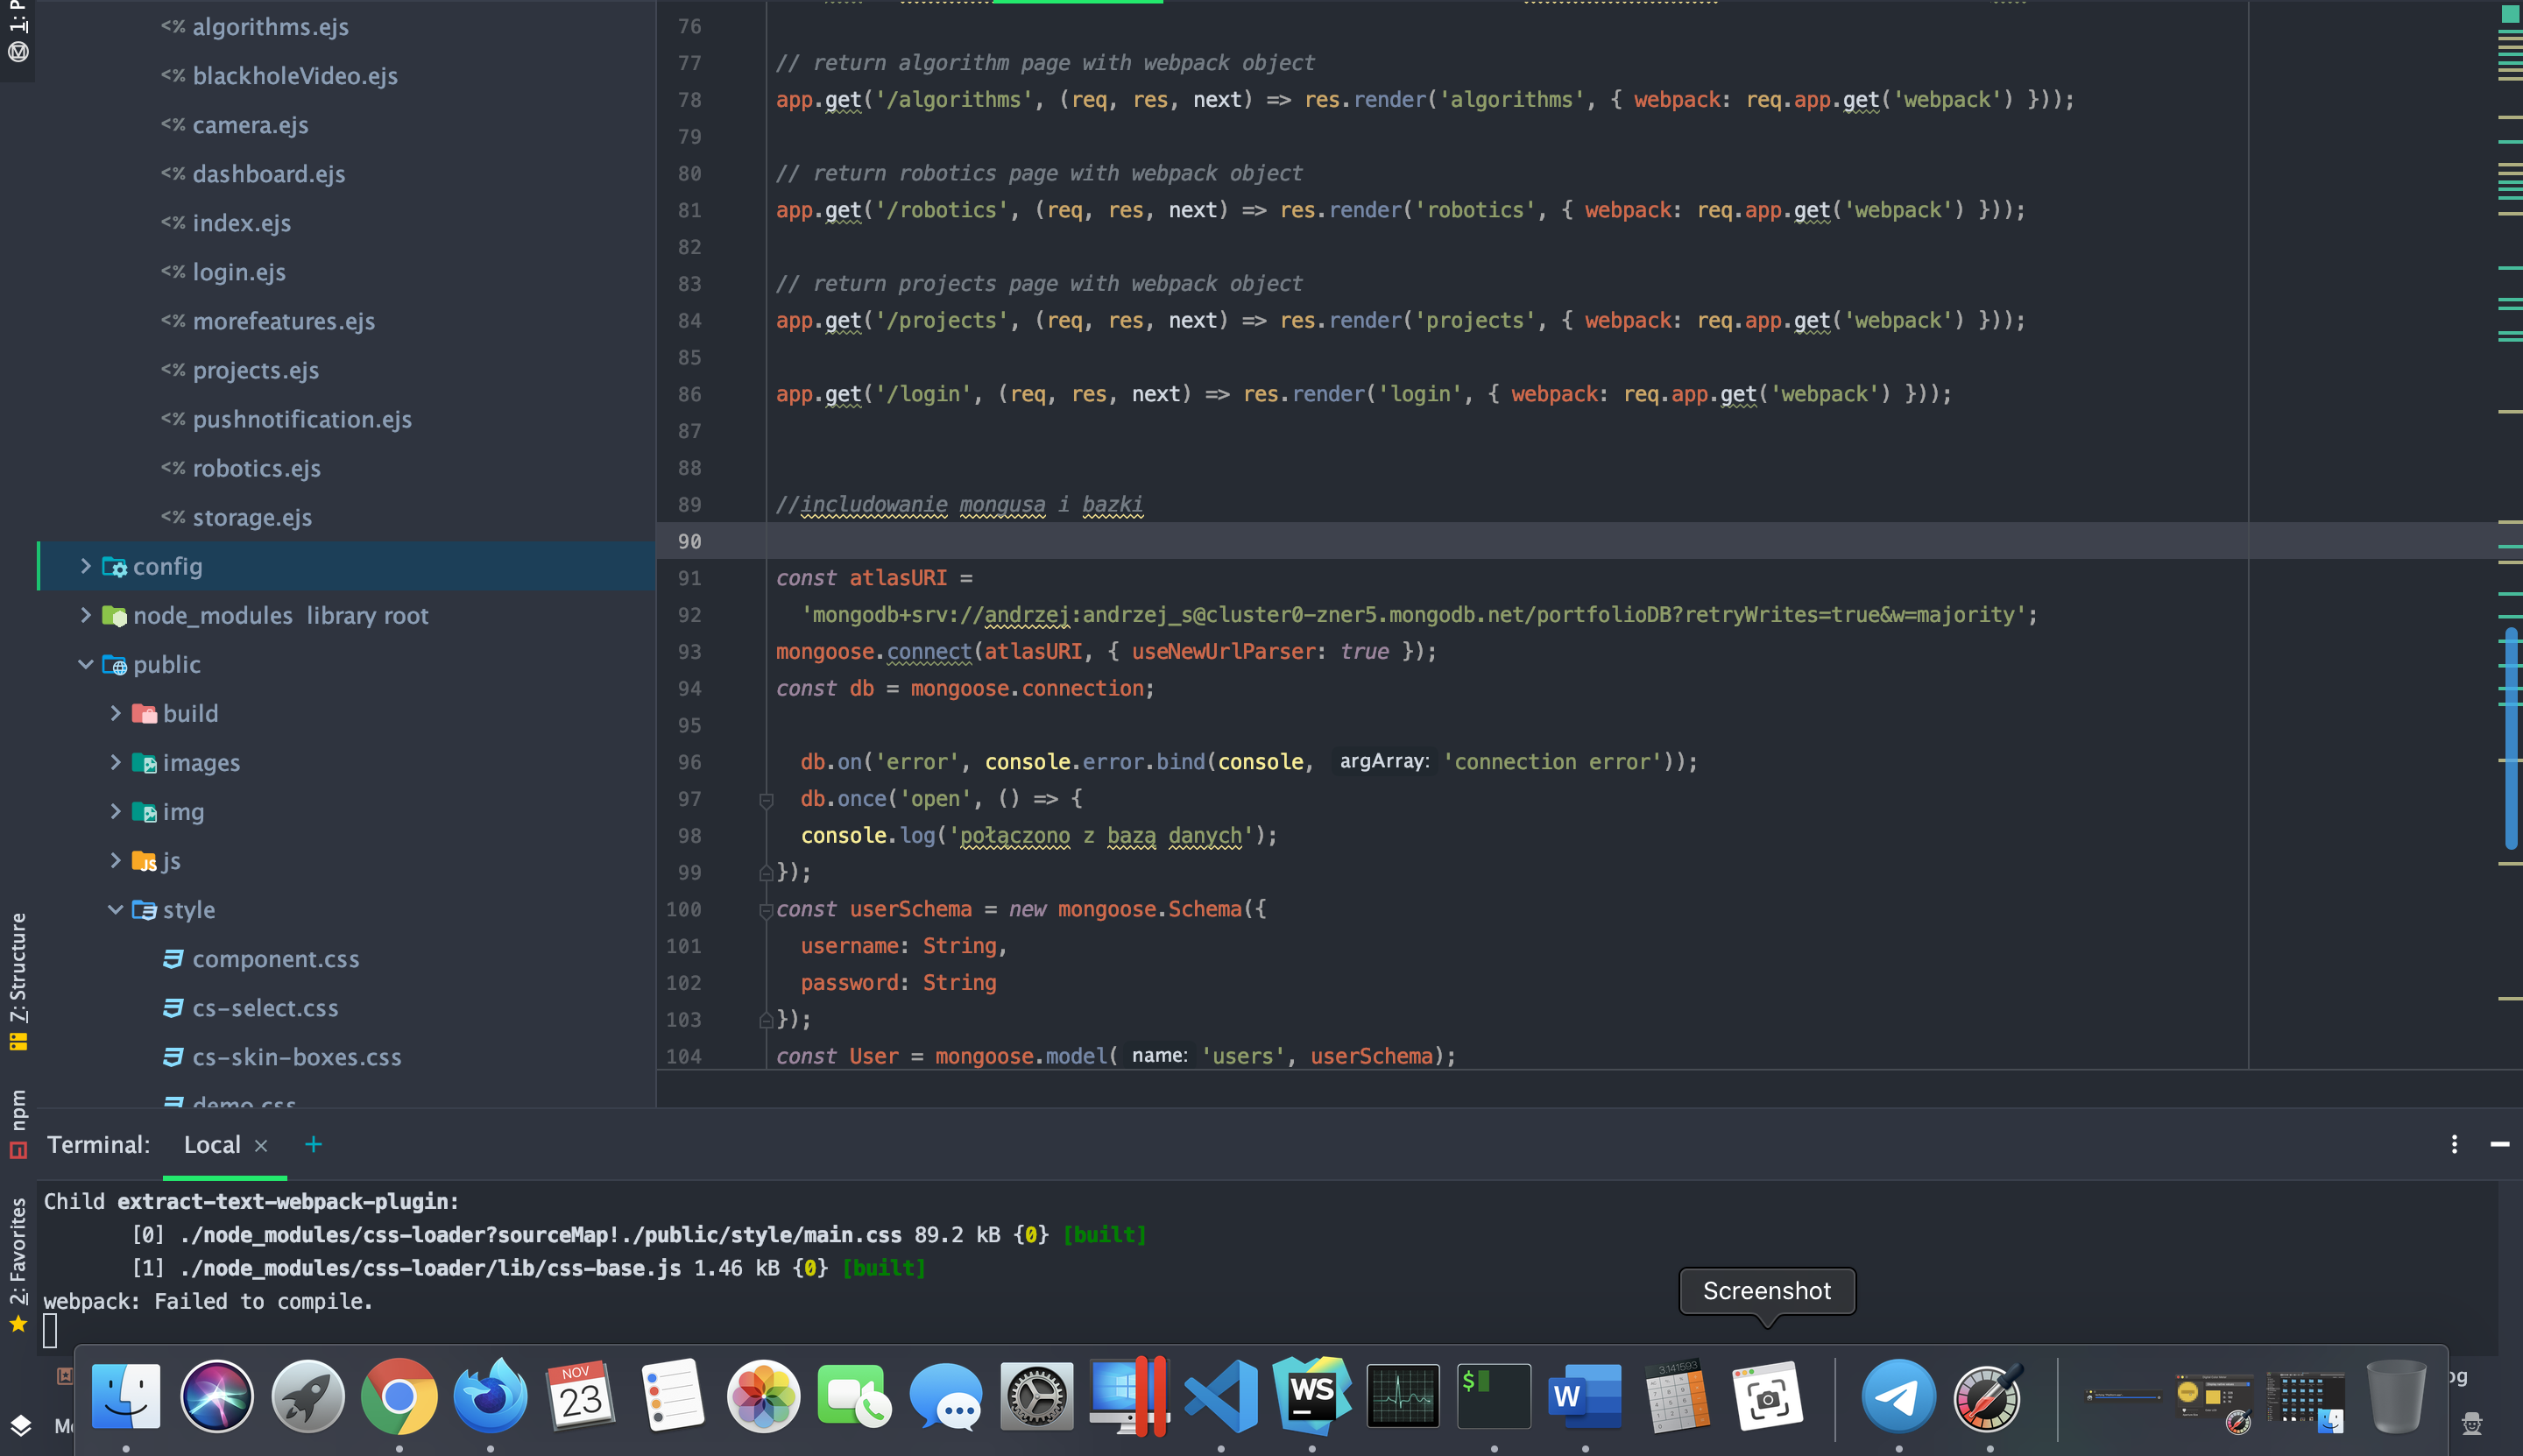 1: P
<% algorithms.ejs
<% blackholeVideo.ejs
<% camera.ejs
<% dashboard.ejs
<% index.ejs
<% login.ejs
<% morefeatures.ejs
<% projects.ejs
<% pushnotification.ejs
<% robotics.ejs
<% storage.ejs
config
node_modules library root
public
build
images
img
js
style
component.css
cs-select.css
cs-skin-boxes.css
demo.css
7: Structure
npm
2: Favorites
76
77 // return algorithm page with webpack object
78 app.get('/algorithms', (req, res, next) => res.render('algorithms', { webpack: req.app.get('webpack') }));
79
80 // return robotics page with webpack object
81 app.get('/robotics', (req, res, next) => res.render('robotics', { webpack: req.app.get('webpack') }));
82
83 // return projects page with webpack object
84 app.get('/projects', (req, res, next) => res.render('projects', { webpack: req.app.get('webpack') }));
85
86 app.get('/login', (req, res, next) => res.render('login', { webpack: req.app.get('webpack') }));
87
88
89 //includowanie mongusa i bazki
90
91 const atlasURI =
92 'mongodb+srv://andrzej:andrzej_s@cluster0-zner5.mongodb.net/portfolioDB?retryWrites=true&w=majority';
93 mongoose.connect(atlasURI, { useNewUrlParser: true });
94 const db = mongoose.connection;
95
96 db.on('error', console.error.bind(console, argArray: 'connection error'));
97 db.once('open', () => {
98 console.log('połączono z bazą danych');
99 });
100 const userSchema = new mongoose.Schema({
101 username: String,
102 password: String
103 });
104 const User = mongoose.model( name: 'users', userSchema);
Terminal: Local × +
Child extract-text-webpack-plugin:
[0] ./node_modules/css-loader?sourceMap!./public/style/main.css 89.2 kB {0} [built]
[1] ./node_modules/css-loader/lib/css-base.js 1.46 kB {0} [built]
webpack: Failed to compile.
Screenshot
NOV
23
WS
$
W
3.141593